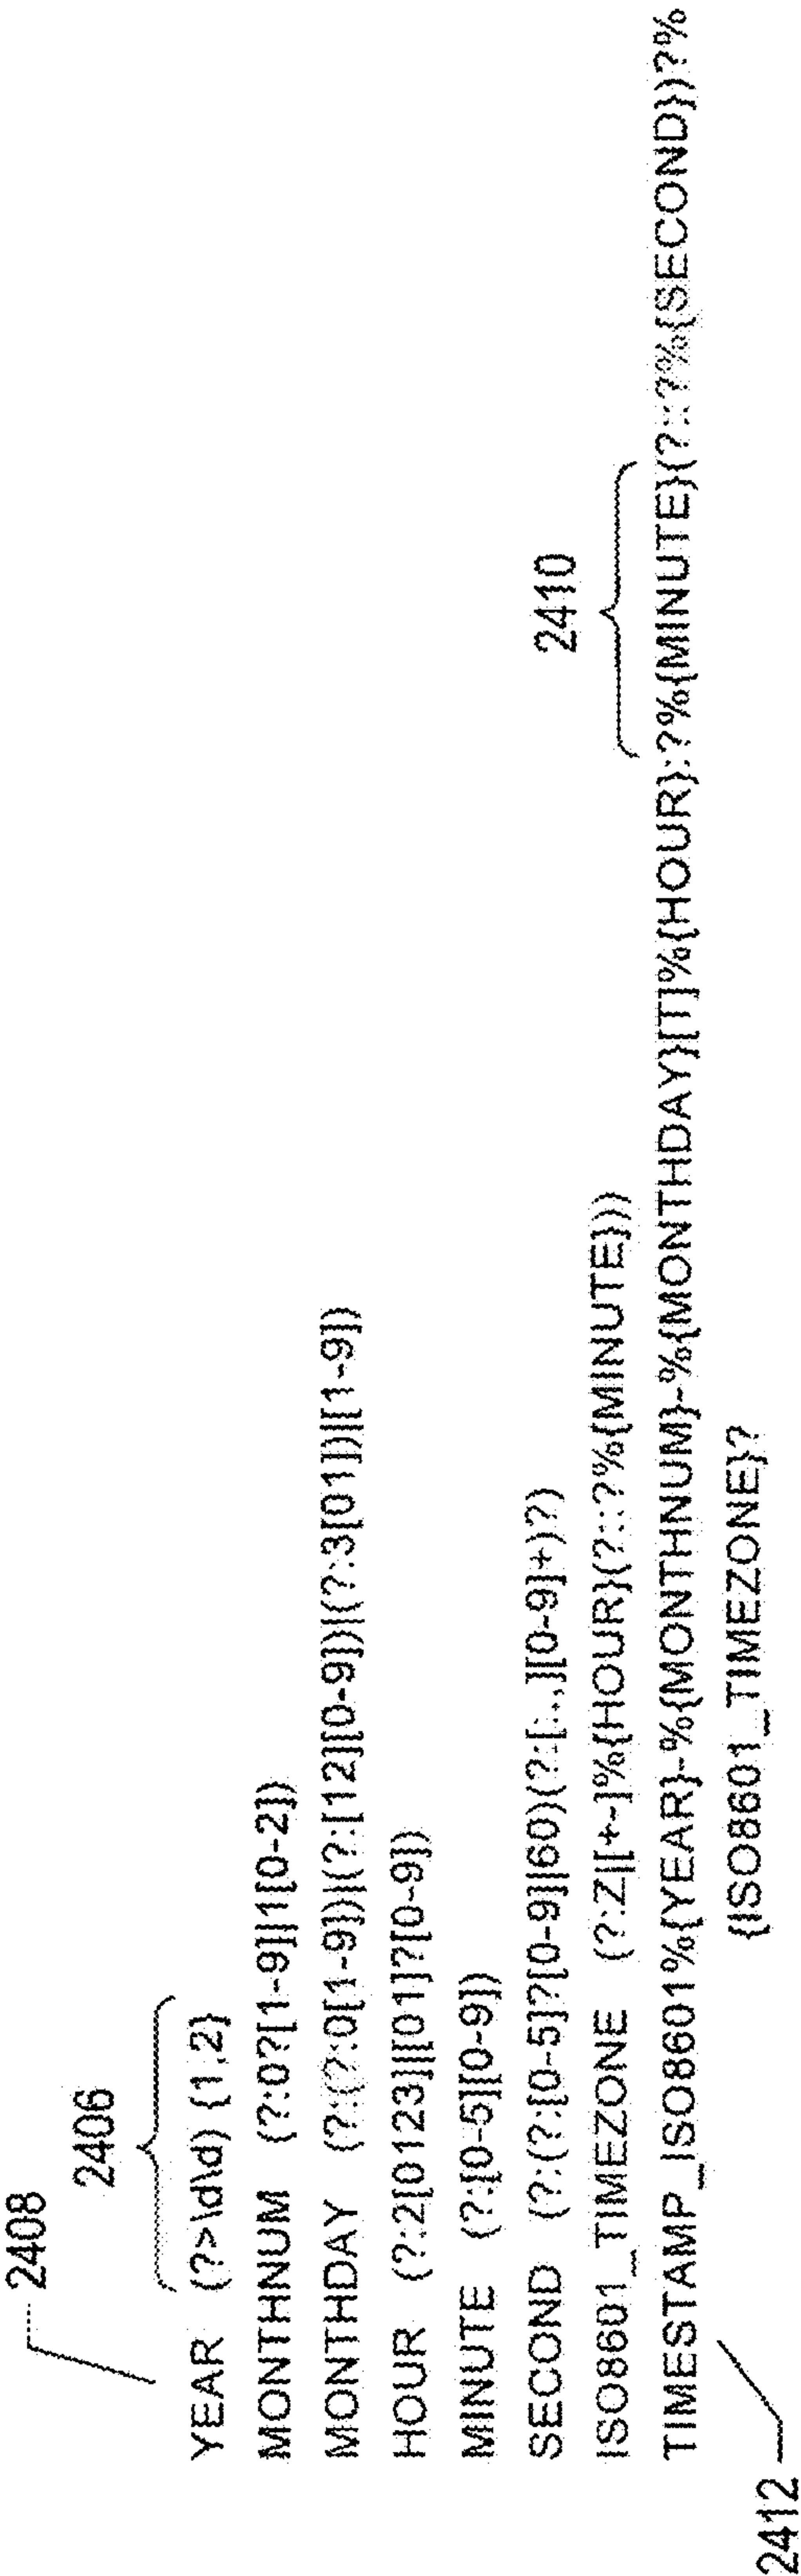 2408
2406
YEAR (?>\d\d) {1,2}
MONTHNUM (?:0?[1-9]|1[0-2])
MONTHDAY (?:(?:0[1-9])|(?:[12][0-9])|(?:3[01])|[1-9])
HOUR (?:2[0123]|[01]?[0-9])
MINUTE (?:[0-5][0-9])
SECOND (?:(?:[0-5]?[0-9]|60)(?:[:.,][0-9]+)?)
2410
ISO8601_TIMEZONE (?:Z|[+-]%{HOUR}(?::?%{MINUTE}))
TIMESTAMP_ISO8601%{YEAR}-%{MONTHNUM}-%{MONTHDAY}[T]%{HOUR}:?%{MINUTE}(?::?%{SECOND})?%
{ISO8601_TIMEZONE}?
2412